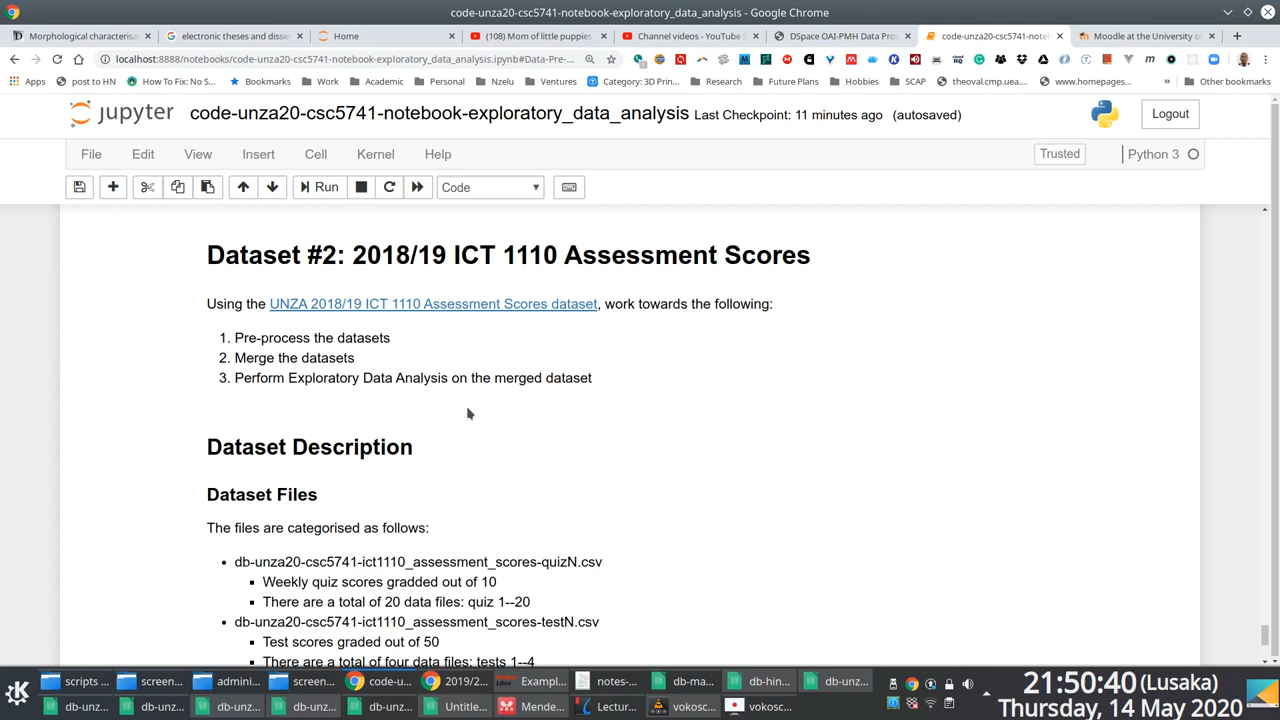 code-unza20-csc5741-notebook-exploratory_data_analysis - Google Chrome
Morphological characterisa
electronic theses and disse
Home
(108) Mom of little puppies
Channel videos - YouTube S
DSpace OAI-PMH Data Pro
code-unza20-csc5741-note
Moodle at the University of
localhost:8888/notebooks/code-unza20-csc5741-notebook-exploratory_data_analysis.ipynb#Data-Pre-...
Apps
post to HN
How To Fix: No S...
Bookmarks
Work
Academic
Personal
Nzelu
Ventures
Category: 3D Prin...
Research
Future Plans
Hobbies
SCAP
theoval.cmp.uea....
www.homepages...
»
Other bookmarks
jupyter code-unza20-csc5741-notebook-exploratory_data_analysis Last Checkpoint: 11 minutes ago (autosaved)
Logout
File Edit View Insert Cell Kernel Help
Trusted
Python 3
Run
Code
Dataset #2: 2018/19 ICT 1110 Assessment Scores
Using the UNZA 2018/19 ICT 1110 Assessment Scores dataset, work towards the following:
1. Pre-process the datasets
2. Merge the datasets
3. Perform Exploratory Data Analysis on the merged dataset
Dataset Description
Dataset Files
The files are categorised as follows:
• db-unza20-csc5741-ict1110_assessment_scores-quizN.csv
▪ Weekly quiz scores gradded out of 10
▪ There are a total of 20 data files: quiz 1--20
• db-unza20-csc5741-ict1110_assessment_scores-testN.csv
▪ Test scores graded out of 50
▪ There are a total of four data files: tests 1--4
scripts ...
screen...
admini...
screen...
code-u...
2019/2...
Exampl...
notes-...
db-ma...
db-hin...
db-unz...
db-unz...
db-unz...
db-unz...
db-unz...
db-unz...
Untitle...
Mende...
Lectur...
vokosc...
vokosc...
21:50:40 (Lusaka)
Thursday, 14 May 2020